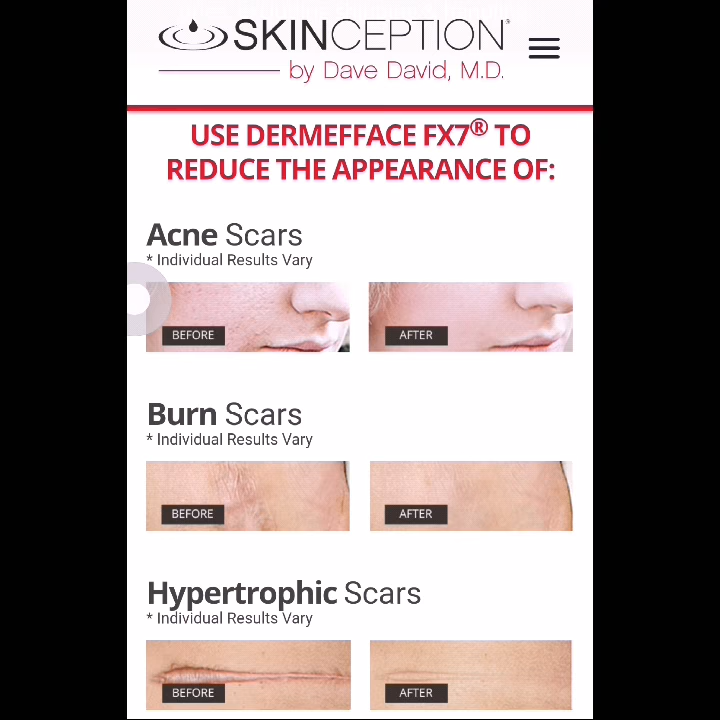 SKINCEPTION®
by Dave David, M.D.
USE DERMEFFACE FX7® TO
REDUCE THE APPEARANCE OF:
Acne Scars
* Individual Results Vary
BEFORE
AFTER
Burn Scars
* Individual Results Vary
BEFORE
AFTER
Hypertrophic Scars
* Individual Results Vary
BEFORE
AFTER